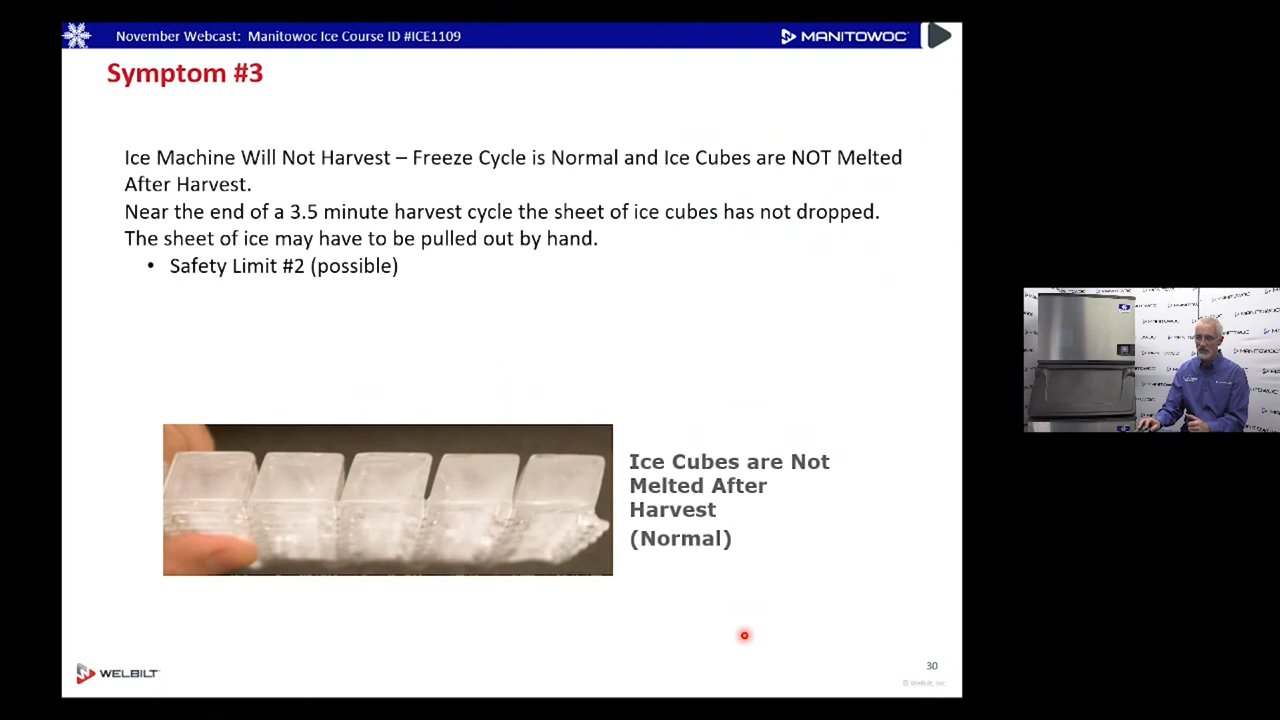 November Webcast: Manitowoc Ice Course ID #ICE1109
MANITOWOC
Symptom #3
Ice Machine Will Not Harvest – Freeze Cycle is Normal and Ice Cubes are NOT Melted
After Harvest.
Near the end of a 3.5 minute harvest cycle the sheet of ice cubes has not dropped.
The sheet of ice may have to be pulled out by hand.
• Safety Limit #2 (possible)
Ice Cubes are Not
Melted After
Harvest
(Normal)
WELBILT
30
© Welbilt, Inc
MANITOWOC